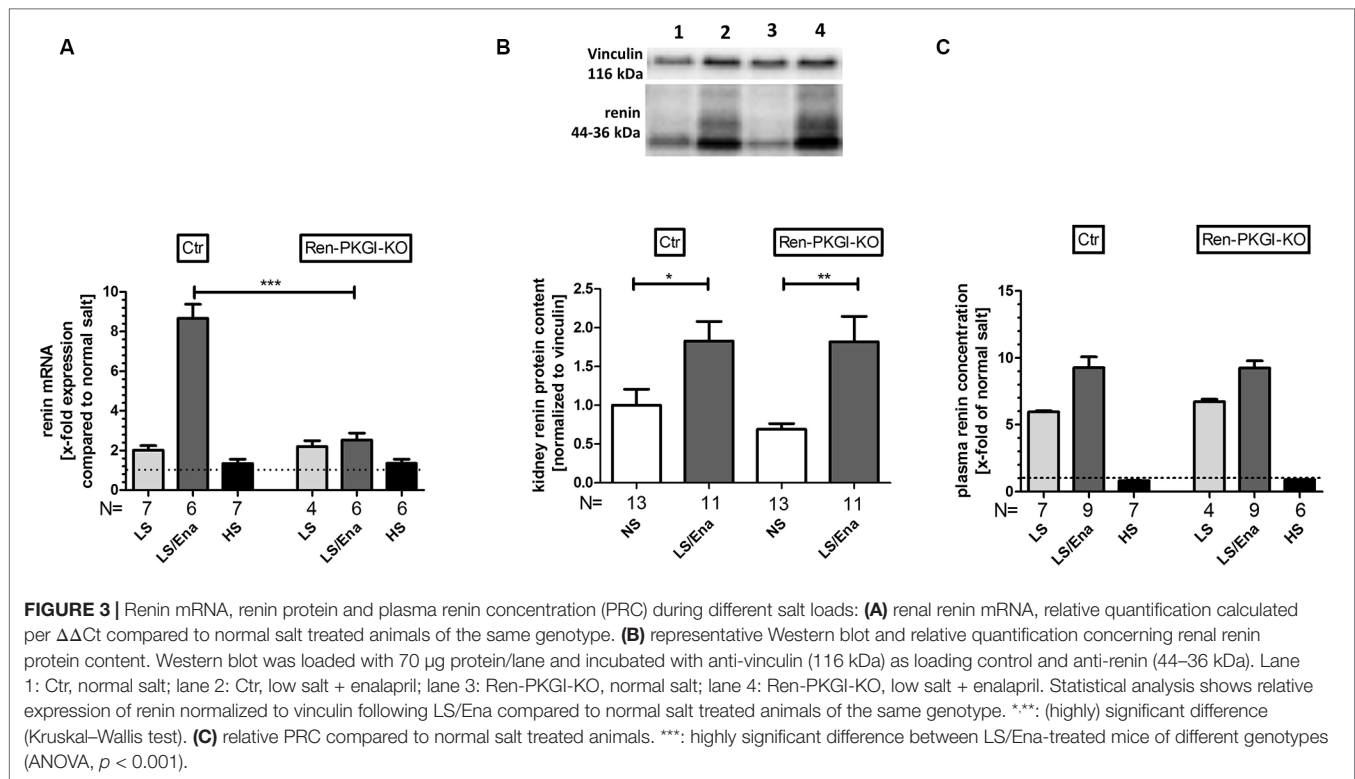 A
B
C
1 2 3 4
Vinculin
116 kDa
renin
44-36 kDa
Ctr
Ren-PKGI-KO
***
renin mRNA
[x-fold expression
compared to normal salt]
10
8
6
4
2
0
N= 7 6 7 4 6 6
LS LS/Ena HS LS LS/Ena HS
Ctr
Ren-PKGI-KO
*
**
kidney renin protein content
[normalized to vinculin]
2.5
2.0
1.5
1.0
0.5
0.0
N= 13 11 13 11
NS LS/Ena NS LS/Ena
Ctr
Ren-PKGI-KO
plasma renin concentration
[x-fold of normal salt]
15
10
5
0
N= 7 9 7 4 9 6
LS LS/Ena HS LS LS/Ena HS
FIGURE 3 | Renin mRNA, renin protein and plasma renin concentration (PRC) during different salt loads: (A) renal renin mRNA, relative quantification calculated
per ΔΔCt compared to normal salt treated animals of the same genotype. (B) representative Western blot and relative quantification concerning renal renin
protein content. Western blot was loaded with 70 µg protein/lane and incubated with anti-vinculin (116 kDa) as loading control and anti-renin (44–36 kDa). Lane
1: Ctr, normal salt; lane 2: Ctr, low salt + enalapril; lane 3: Ren-PKGI-KO, normal salt; lane 4: Ren-PKGI-KO, low salt + enalapril. Statistical analysis shows relative
expression of renin normalized to vinculin following LS/Ena compared to normal salt treated animals of the same genotype. *,**: (highly) significant difference
(Kruskal–Wallis test). (C) relative PRC compared to normal salt treated animals. ***: highly significant difference between LS/Ena-treated mice of different genotypes
(ANOVA, p < 0.001).